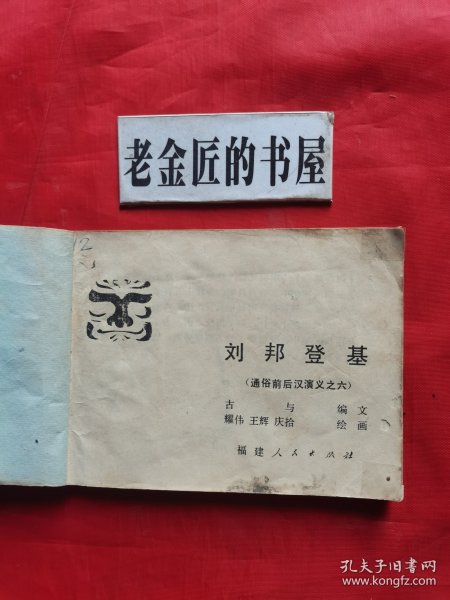 老金匠的书屋
2
刘邦登基
（通俗前后汉演义之六）
古与 编文
耀伟 王辉 庆拾 绘画
福建人民出版社
孔夫子旧书网
www.kongfz.com